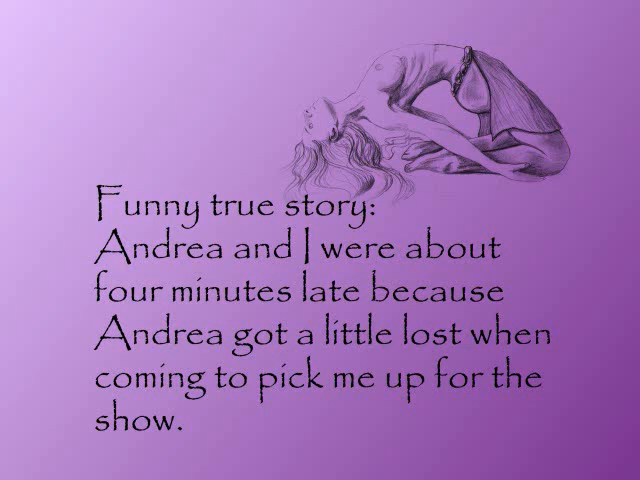 Funny true story:
Andrea and I were about
four minutes late because
Andrea got a little lost when
coming to pick me up for the
show.